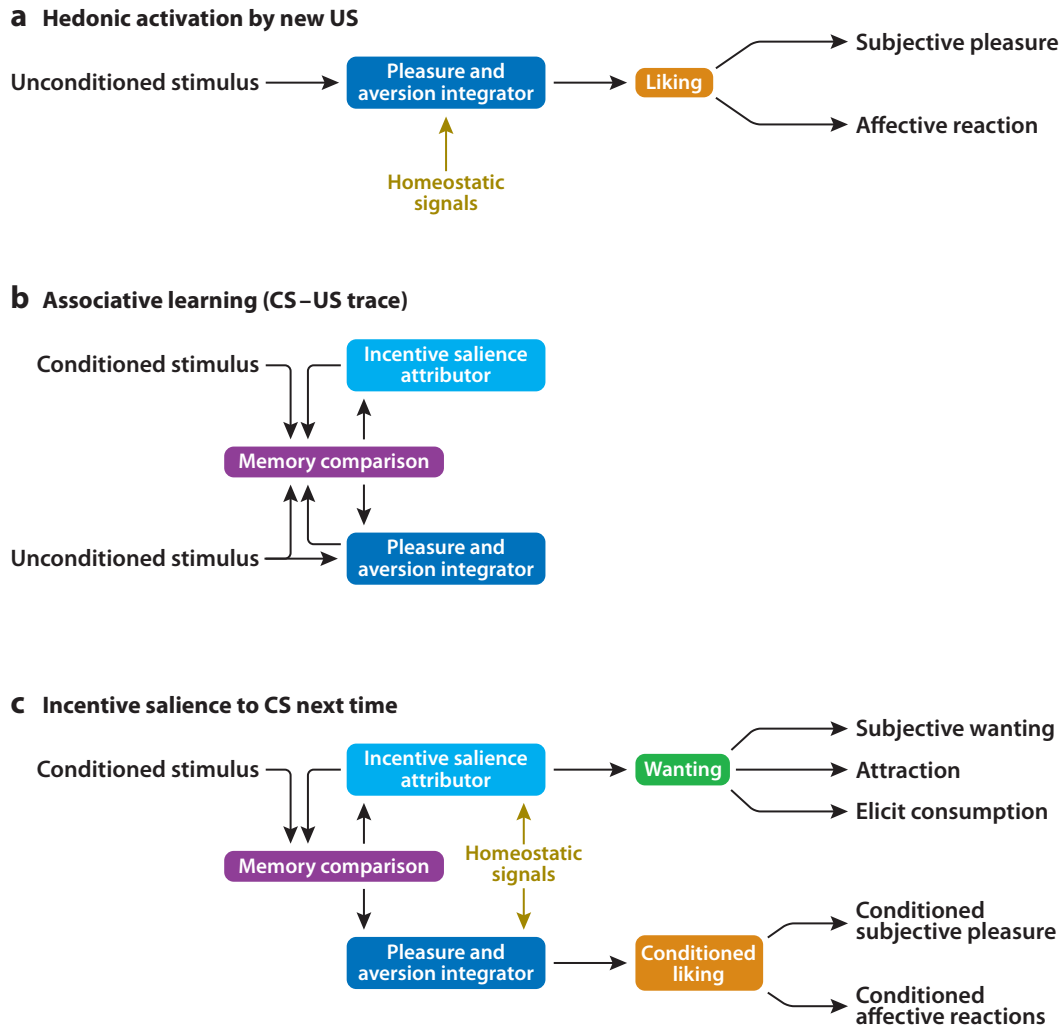 a Hedonic activation by new US
Unconditioned stimulus
Pleasure and
aversion integrator
Liking
Subjective pleasure
Affective reaction
Homeostatic
signals
b Associative learning (CS–US trace)
Conditioned stimulus
Incentive salience
attributor
Memory comparison
Unconditioned stimulus
Pleasure and
aversion integrator
c Incentive salience to CS next time
Conditioned stimulus
Incentive salience
attributor
Wanting
Subjective wanting
Attraction
Elicit consumption
Memory comparison
Homeostatic
signals
Pleasure and
aversion integrator
Conditioned
liking
Conditioned
subjective pleasure
Conditioned
affective reactions